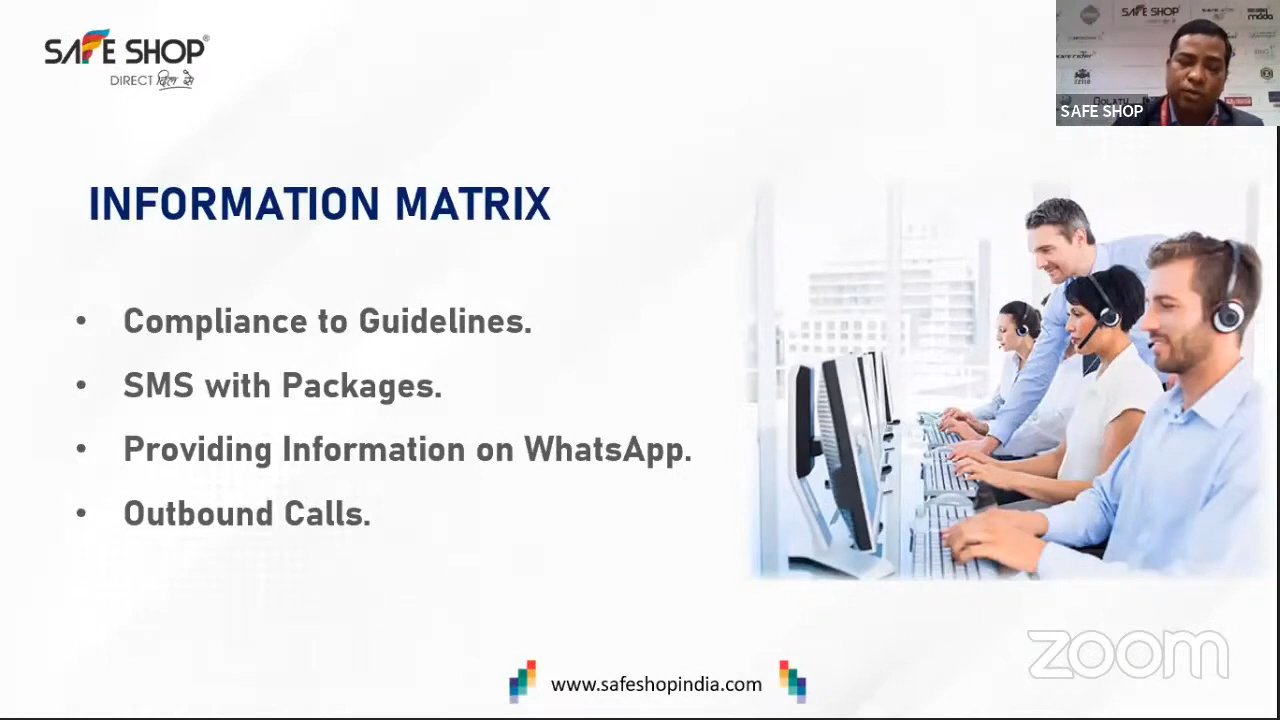 SAFE SHOP®
DIRECT दिल से
SAFE SHOP
INFORMATION MATRIX
• Compliance to Guidelines.
• SMS with Packages.
• Providing Information on WhatsApp.
• Outbound Calls.
zoom
www.safeshopindia.com